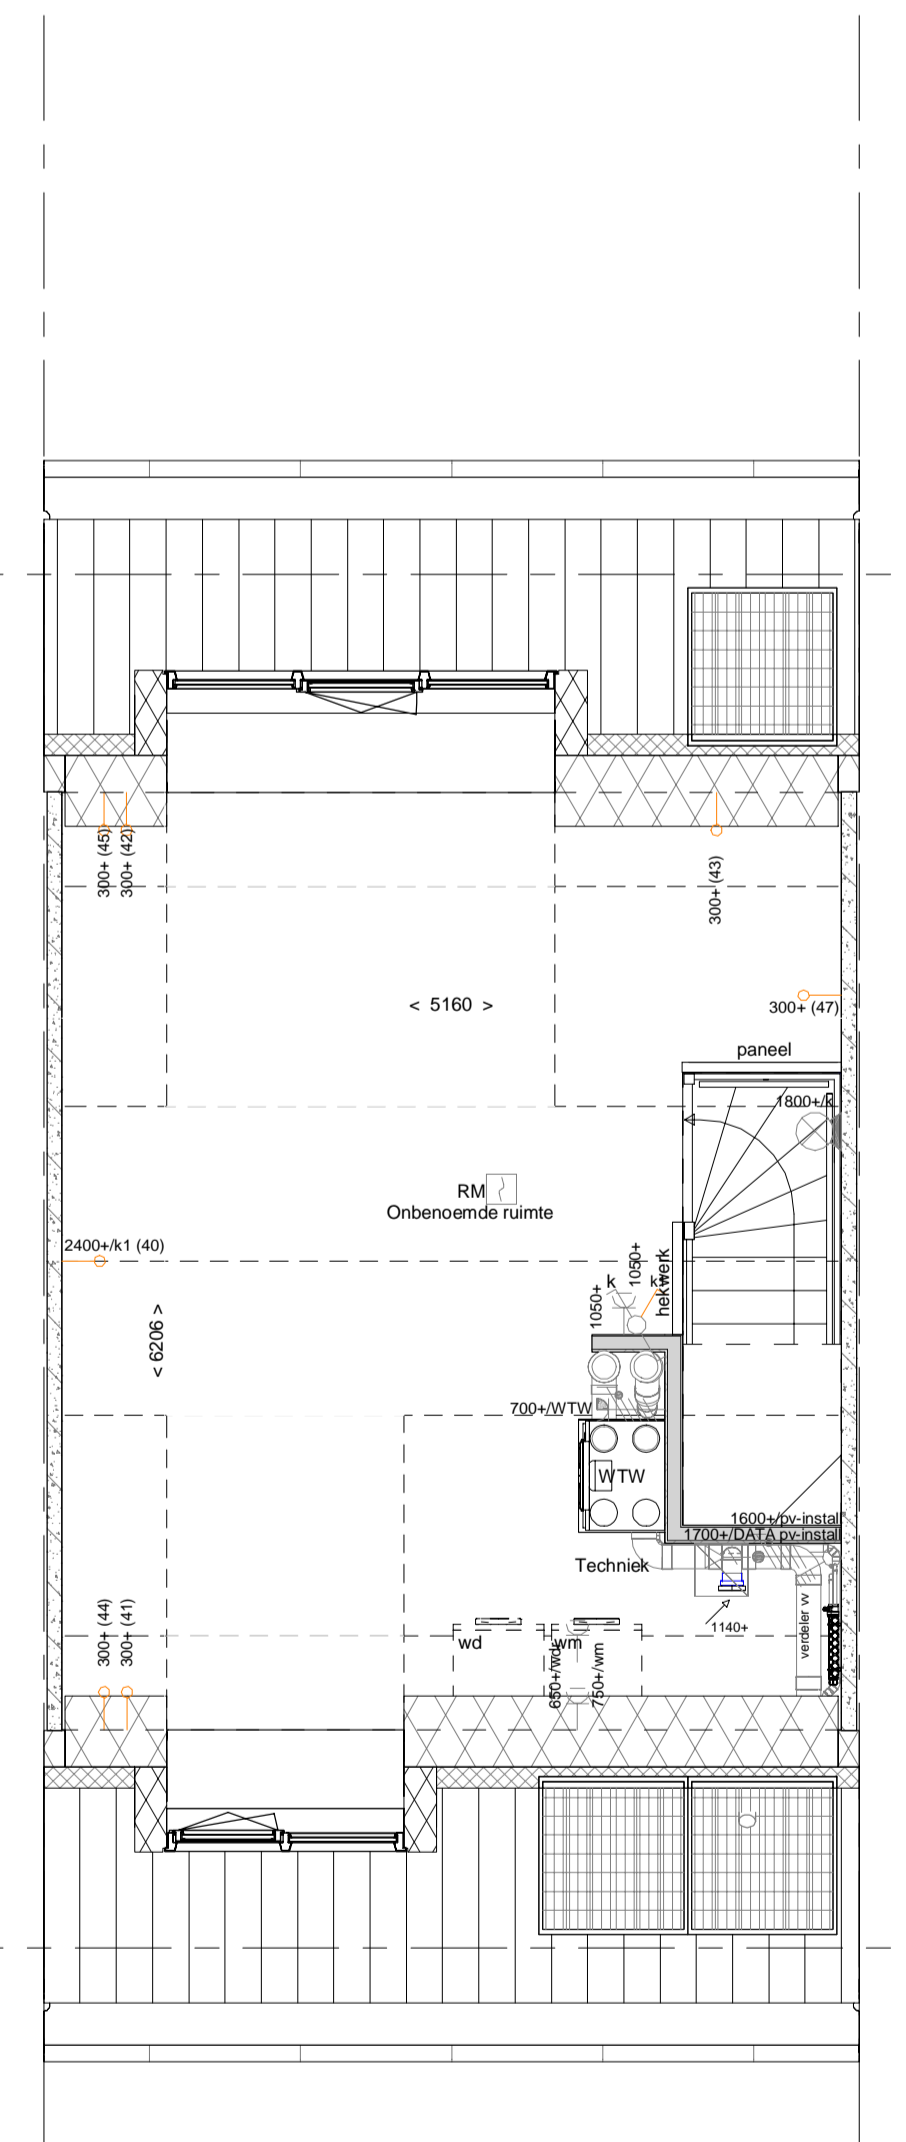 300+ (45)
300+ (42)
300+ (43)
< 5160 >
300+ (47)
paneel
1800+/k
RM
Onbenoemde ruimte
2400+/k1 (40)
1050+
1050+
k
hekwerk
< 6206 >
700+/WTW
WTW
1600+/pv-instal
1700+/DATA pv-instal
Techniek
300+ (44)
300+ (41)
wd
wm
650+/wd
750+/wm
1140+
verdeler vv